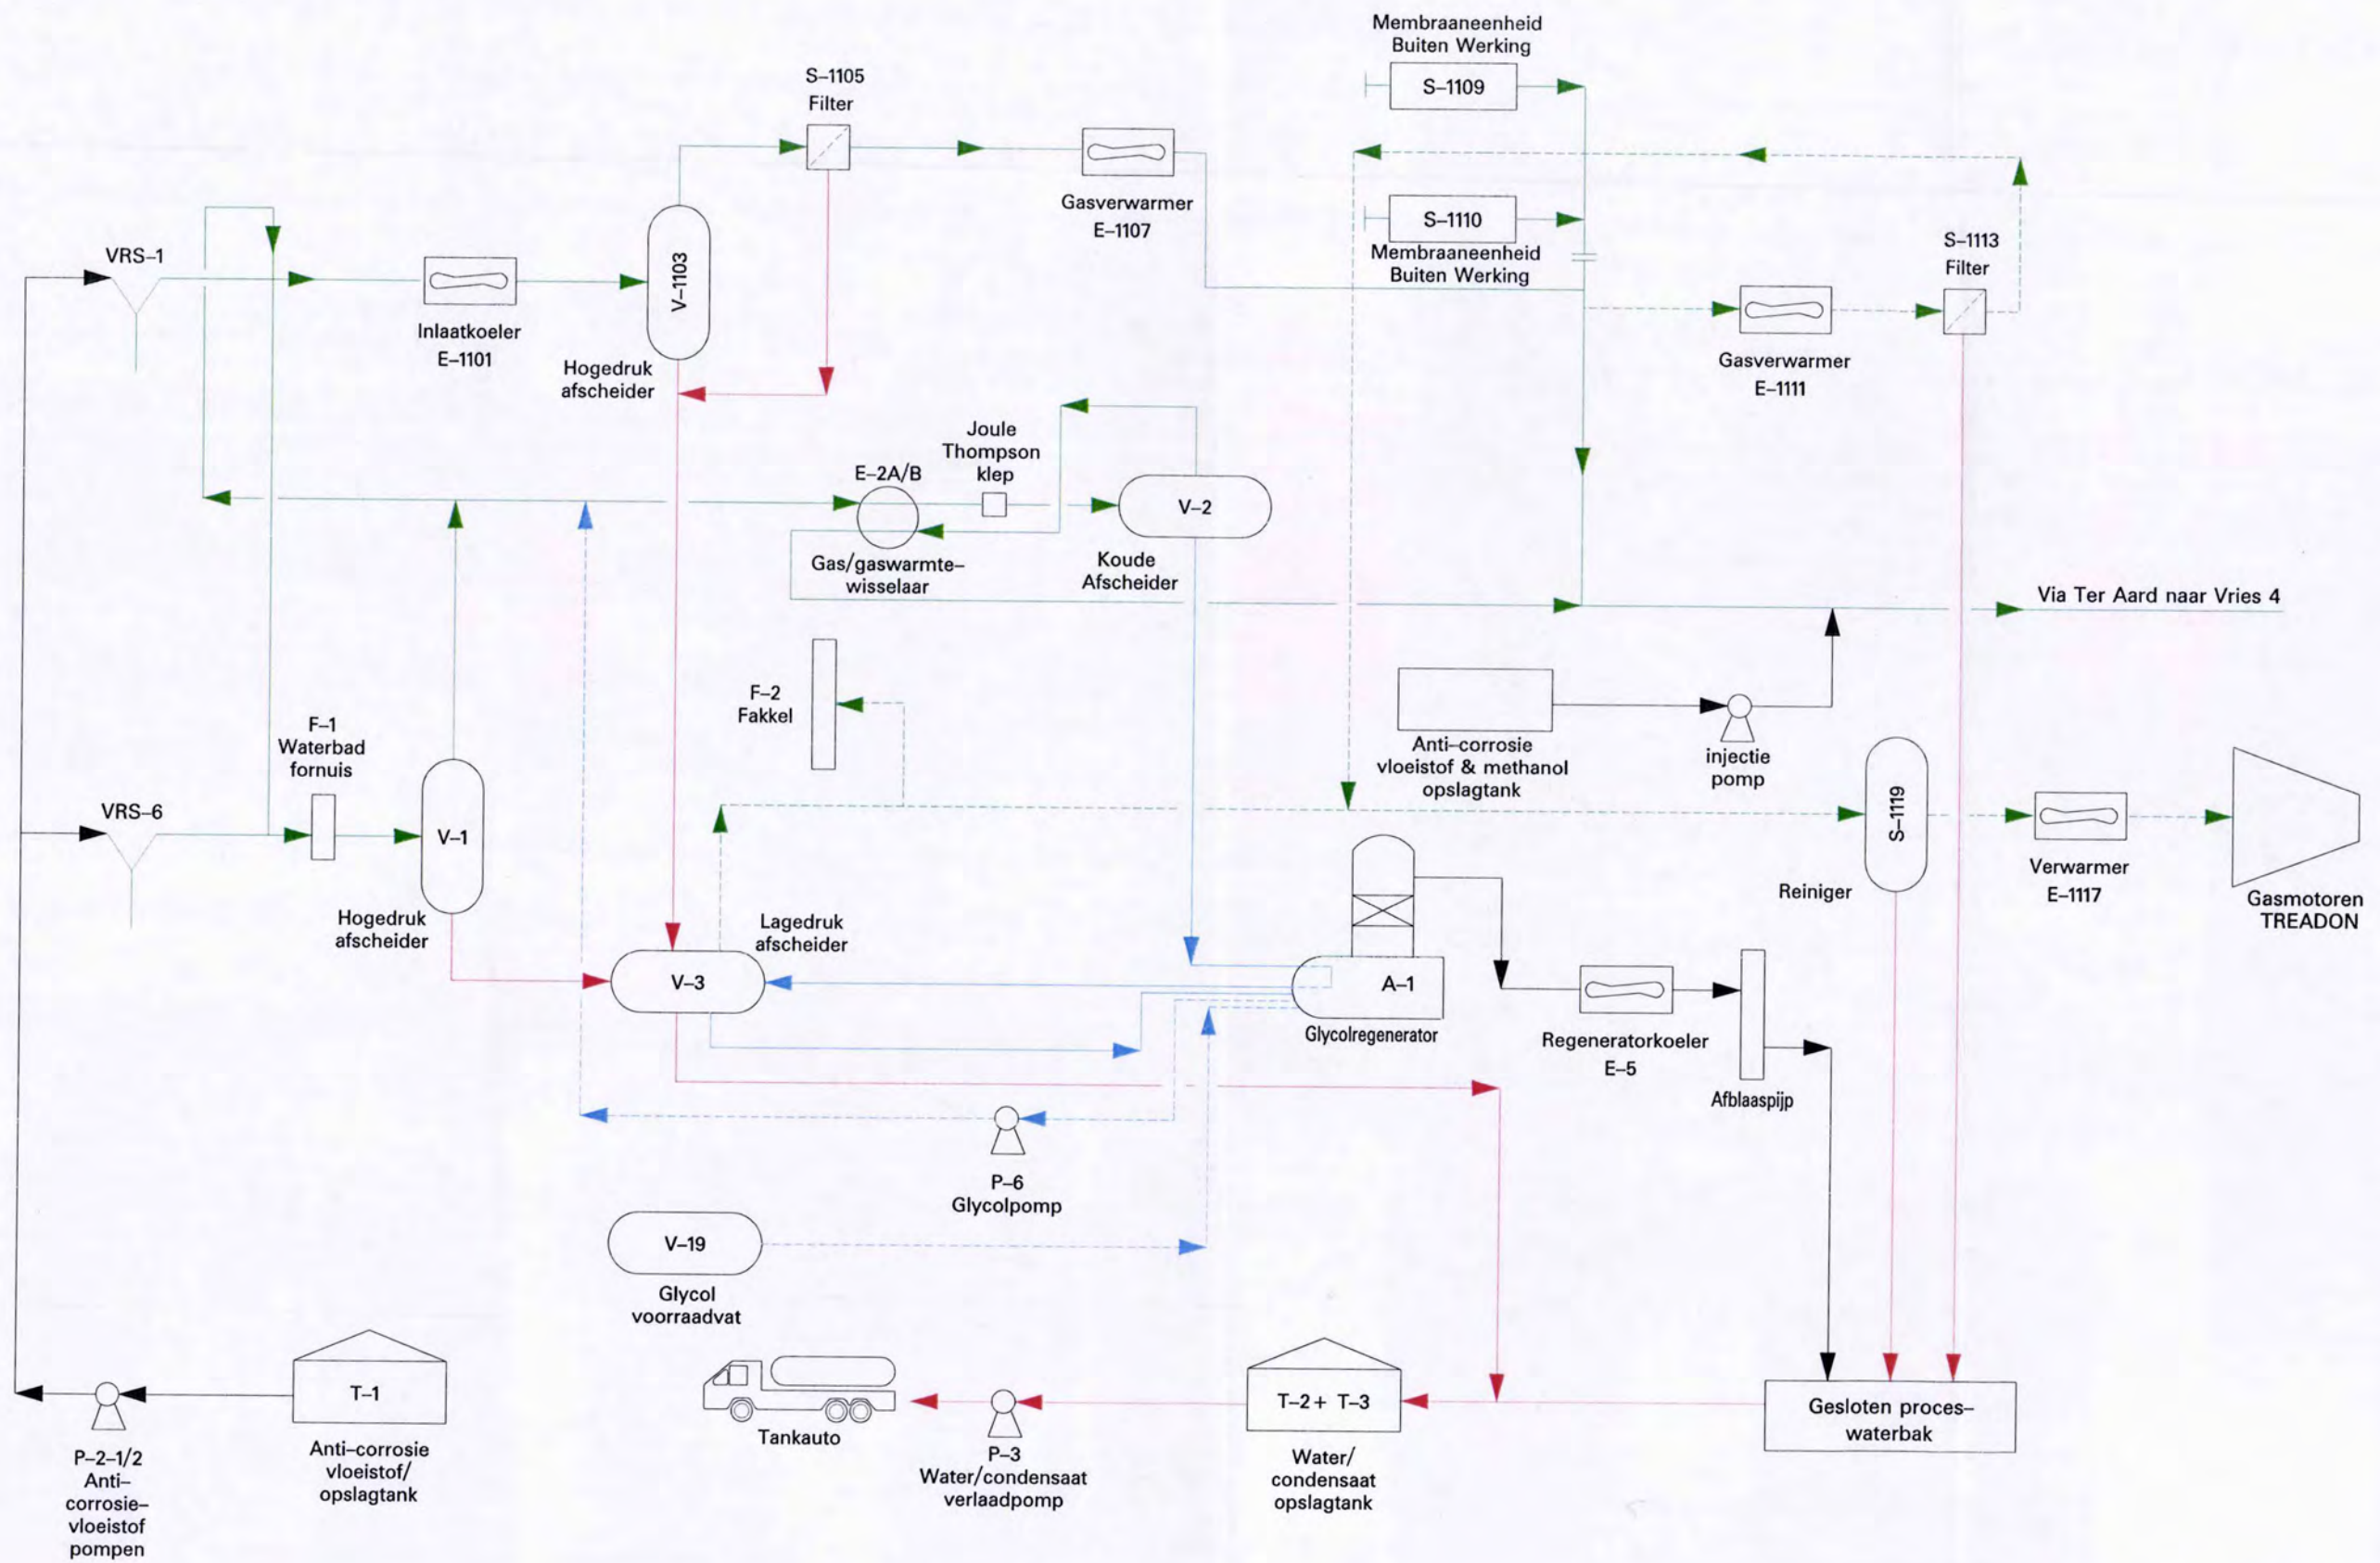 Membraaneenheid
Buiten Werking
S-1109
S-1105
Filter
Gasverwarmer
E-1107
S-1110
Membraaneenheid
Buiten Werking
S-1113
Filter
VRS-1
Inlaatkoeler
E-1101
V-1103
Hogedruk
afscheider
Gasverwarmer
E-1111
Joule
Thompson
klep
E-2A/B
V-2
Gas/gaswarmte-
wisselaar
Koude
Afscheider
Via Ter Aard naar Vries 4
F-2
Fakkel
F-1
Waterbad
fornuis
Anti-corrosie
vloeistof & methanol
opslagtank
injectie
pomp
VRS-6
V-1
Hogedruk
afscheider
S-1119
Reiniger
Verwarmer
E-1117
Gasmotoren
TREADON
Lagedruk
afscheider
V-3
A-1
Glycolregenerator
Regeneratorkoeler
E-5
Afblaaspijp
P-6
Glycolpomp
V-19
Glycol
voorraadvat
T-1
Anti-corrosie
vloeistof/
opslagtank
P-2-1/2
Anti-
corrosie-
vloeistof
pompen
Tankauto
P-3
Water/condensaat
verlaadpomp
T-2+ T-3
Water/
condensaat
opslagtank
Gesloten proces-
waterbak